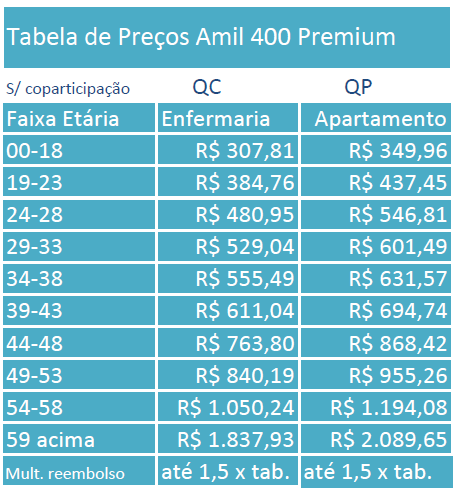 Tabela de Preços Amil 400 Premium
S/ coparticipação QC QP
Faixa Etária Enfermaria Apartamento
00-18 R$ 307,81 R$ 349,96
19-23 R$ 384,76 R$ 437,45
24-28 R$ 480,95 R$ 546,81
29-33 R$ 529,04 R$ 601,49
34-38 R$ 555,49 R$ 631,57
39-43 R$ 611,04 R$ 694,74
44-48 R$ 763,80 R$ 868,42
49-53 R$ 840,19 R$ 955,26
54-58 R$ 1.050,24 R$ 1.194,08
59 acima R$ 1.837,93 R$ 2.089,65
Mult. reembolso até 1,5 x tab. até 1,5 x tab.